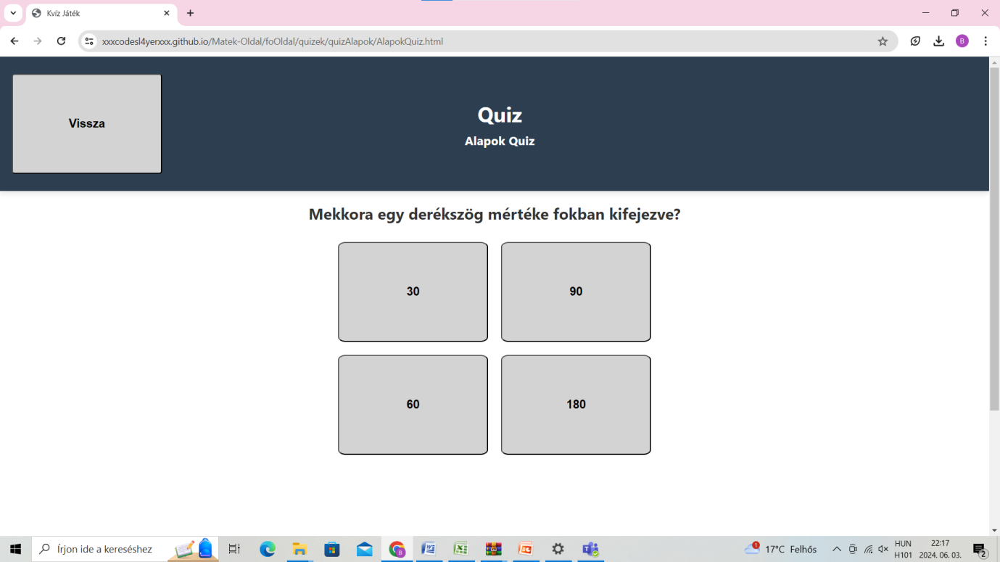 Kvíz Játék
xxxcodesl4yerxxx.github.io/Matek-Oldal/foOldal/quizek/quizAlapok/AlapokQuiz.html
B
Vissza
Quiz
Alapok Quiz
Mekkora egy derékszög mértéke fokban kifejezve?
30
90
60
180
Írjon ide a kereséshez
B
1
17°C Felhős
HUN
H101
22:17
2024. 06. 03.
2